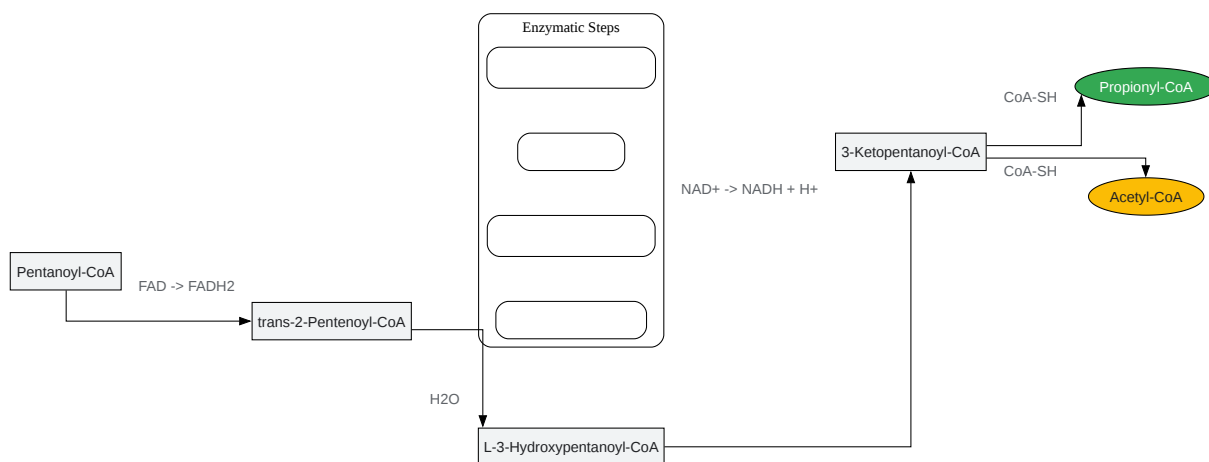 Enzymatic Steps
Propionyl-CoA
CoA-SH
3-Ketopentanoyl-CoA
CoA-SH
NAD+ -> NADH + H+
Acetyl-CoA
Pentanoyl-CoA
FAD -> FADH2
trans-2-Pentenoyl-CoA
H2O
L-3-Hydroxypentanoyl-CoA